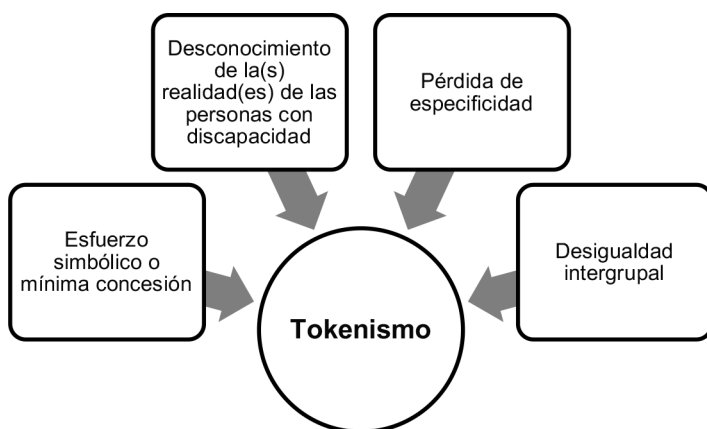 Desconocimiento
de la(s)
realidad(es) de las
personas con
discapacidad
Pérdida de
especificidad
Esfuerzo
simbólico o
mínima concesión
Desigualdad
intergrupal
Tokenismo